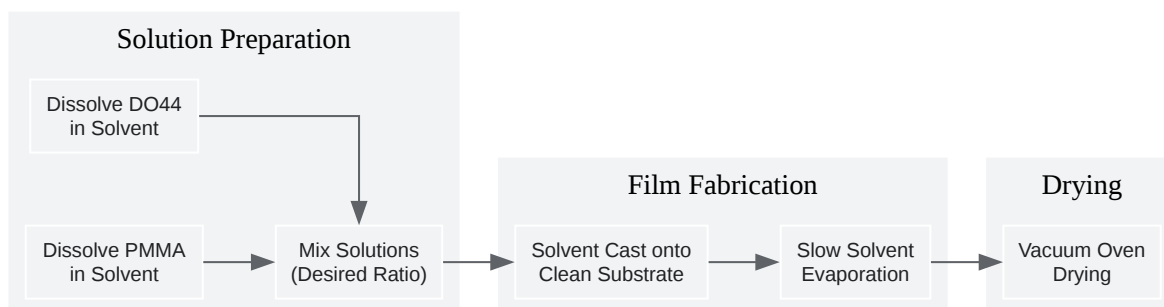 Solution Preparation
Dissolve DO44
in Solvent
Dissolve PMMA
in Solvent
Mix Solutions
(Desired Ratio)
Film Fabrication
Solvent Cast onto
Clean Substrate
Slow Solvent
Evaporation
Drying
Vacuum Oven
Drying